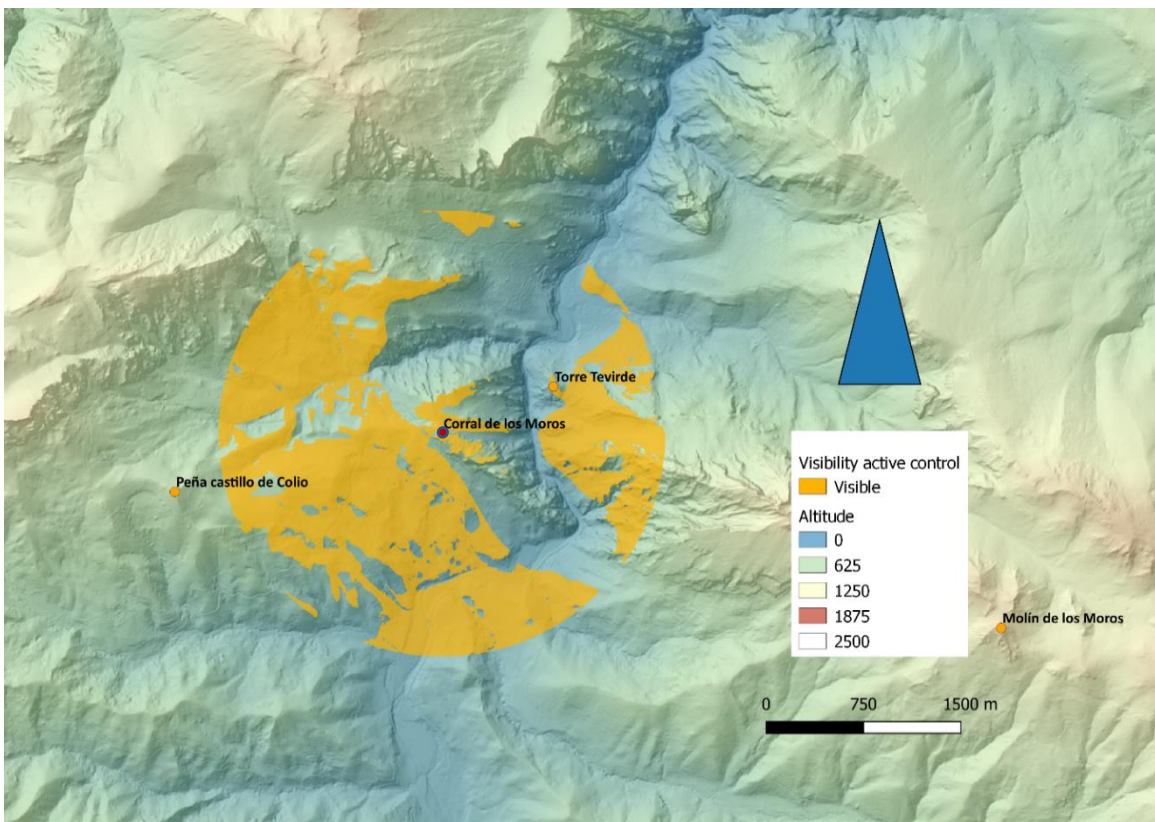 Torre Tevirde
Corral de los Moros
Peña castillo de Colio
Visibility active control
Visible
Altitude
0
625
1250
1875
2500
Molín de los Moros
0 750 1500 m